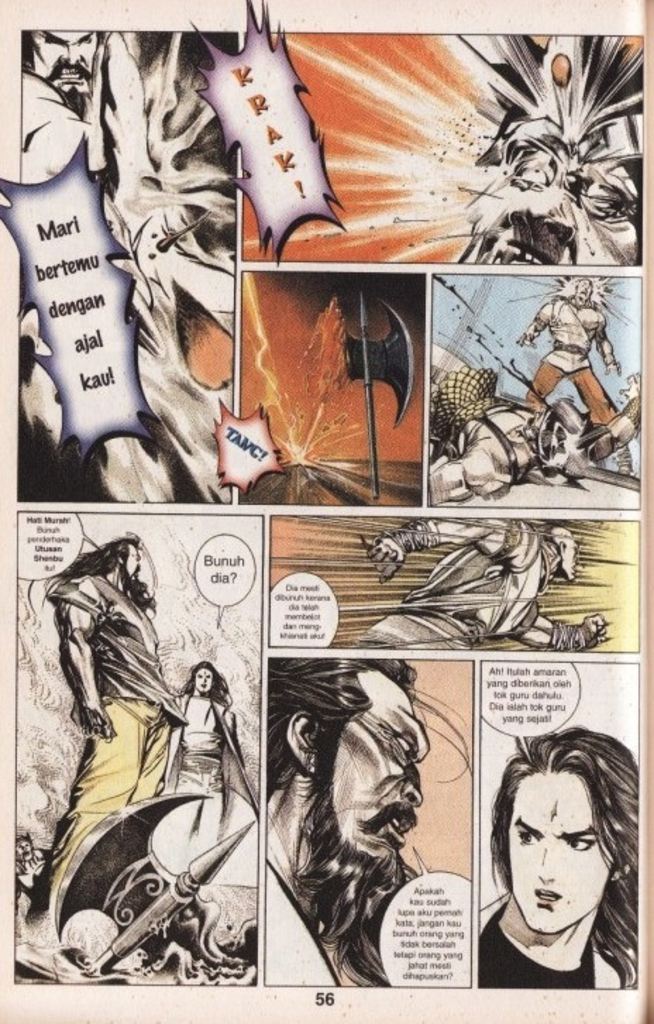 Mari
bertemu
dengan
ajal
kau!
KRAK!
TANG!
Hati Murah!
Bunuh
penderhaka
Utusan
Shenbu
itu!
Bunuh
dia?
Dia mesti
dibunuh kerana
dia telah
membelot
dan meng-
khianati aku!
Apakah
kau sudah
lupa aku pernah
kata, jangan kau
bunuh orang yang
tidak bersalah
tetapi orang yang
jahat mesti
dihapuskan?
Ah! Itulah amaran
yang diberikan oleh
tok guru dahulu.
Dia ialah tok guru
yang sejati!
56